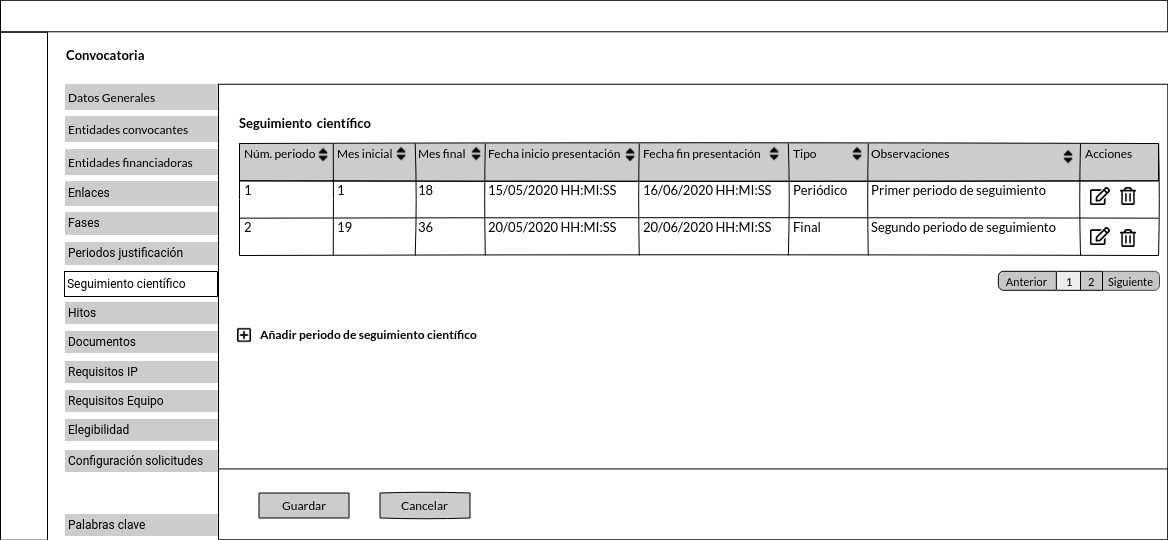 Convocatoria
Datos Generales
Entidades convocantes
Entidades financiadoras
Enlaces
Fases
Periodos justificación
Seguimiento científico
Hitos
Documentos
Requisitos IP
Requisitos Equipo
Elegibilidad
Configuración solicitudes
Palabras clave
Seguimiento científico
Núm. periodo Mes inicial Mes final Fecha inicio presentación Fecha fin presentación Tipo Observaciones Acciones
1 1 18 15/05/2020 HH:MI:SS 16/06/2020 HH:MI:SS Periódico Primer periodo de seguimiento
2 19 36 20/05/2020 HH:MI:SS 20/06/2020 HH:MI:SS Final Segundo periodo de seguimiento
Anterior 1 2 Siguiente
Añadir periodo de seguimiento científico
Guardar Cancelar